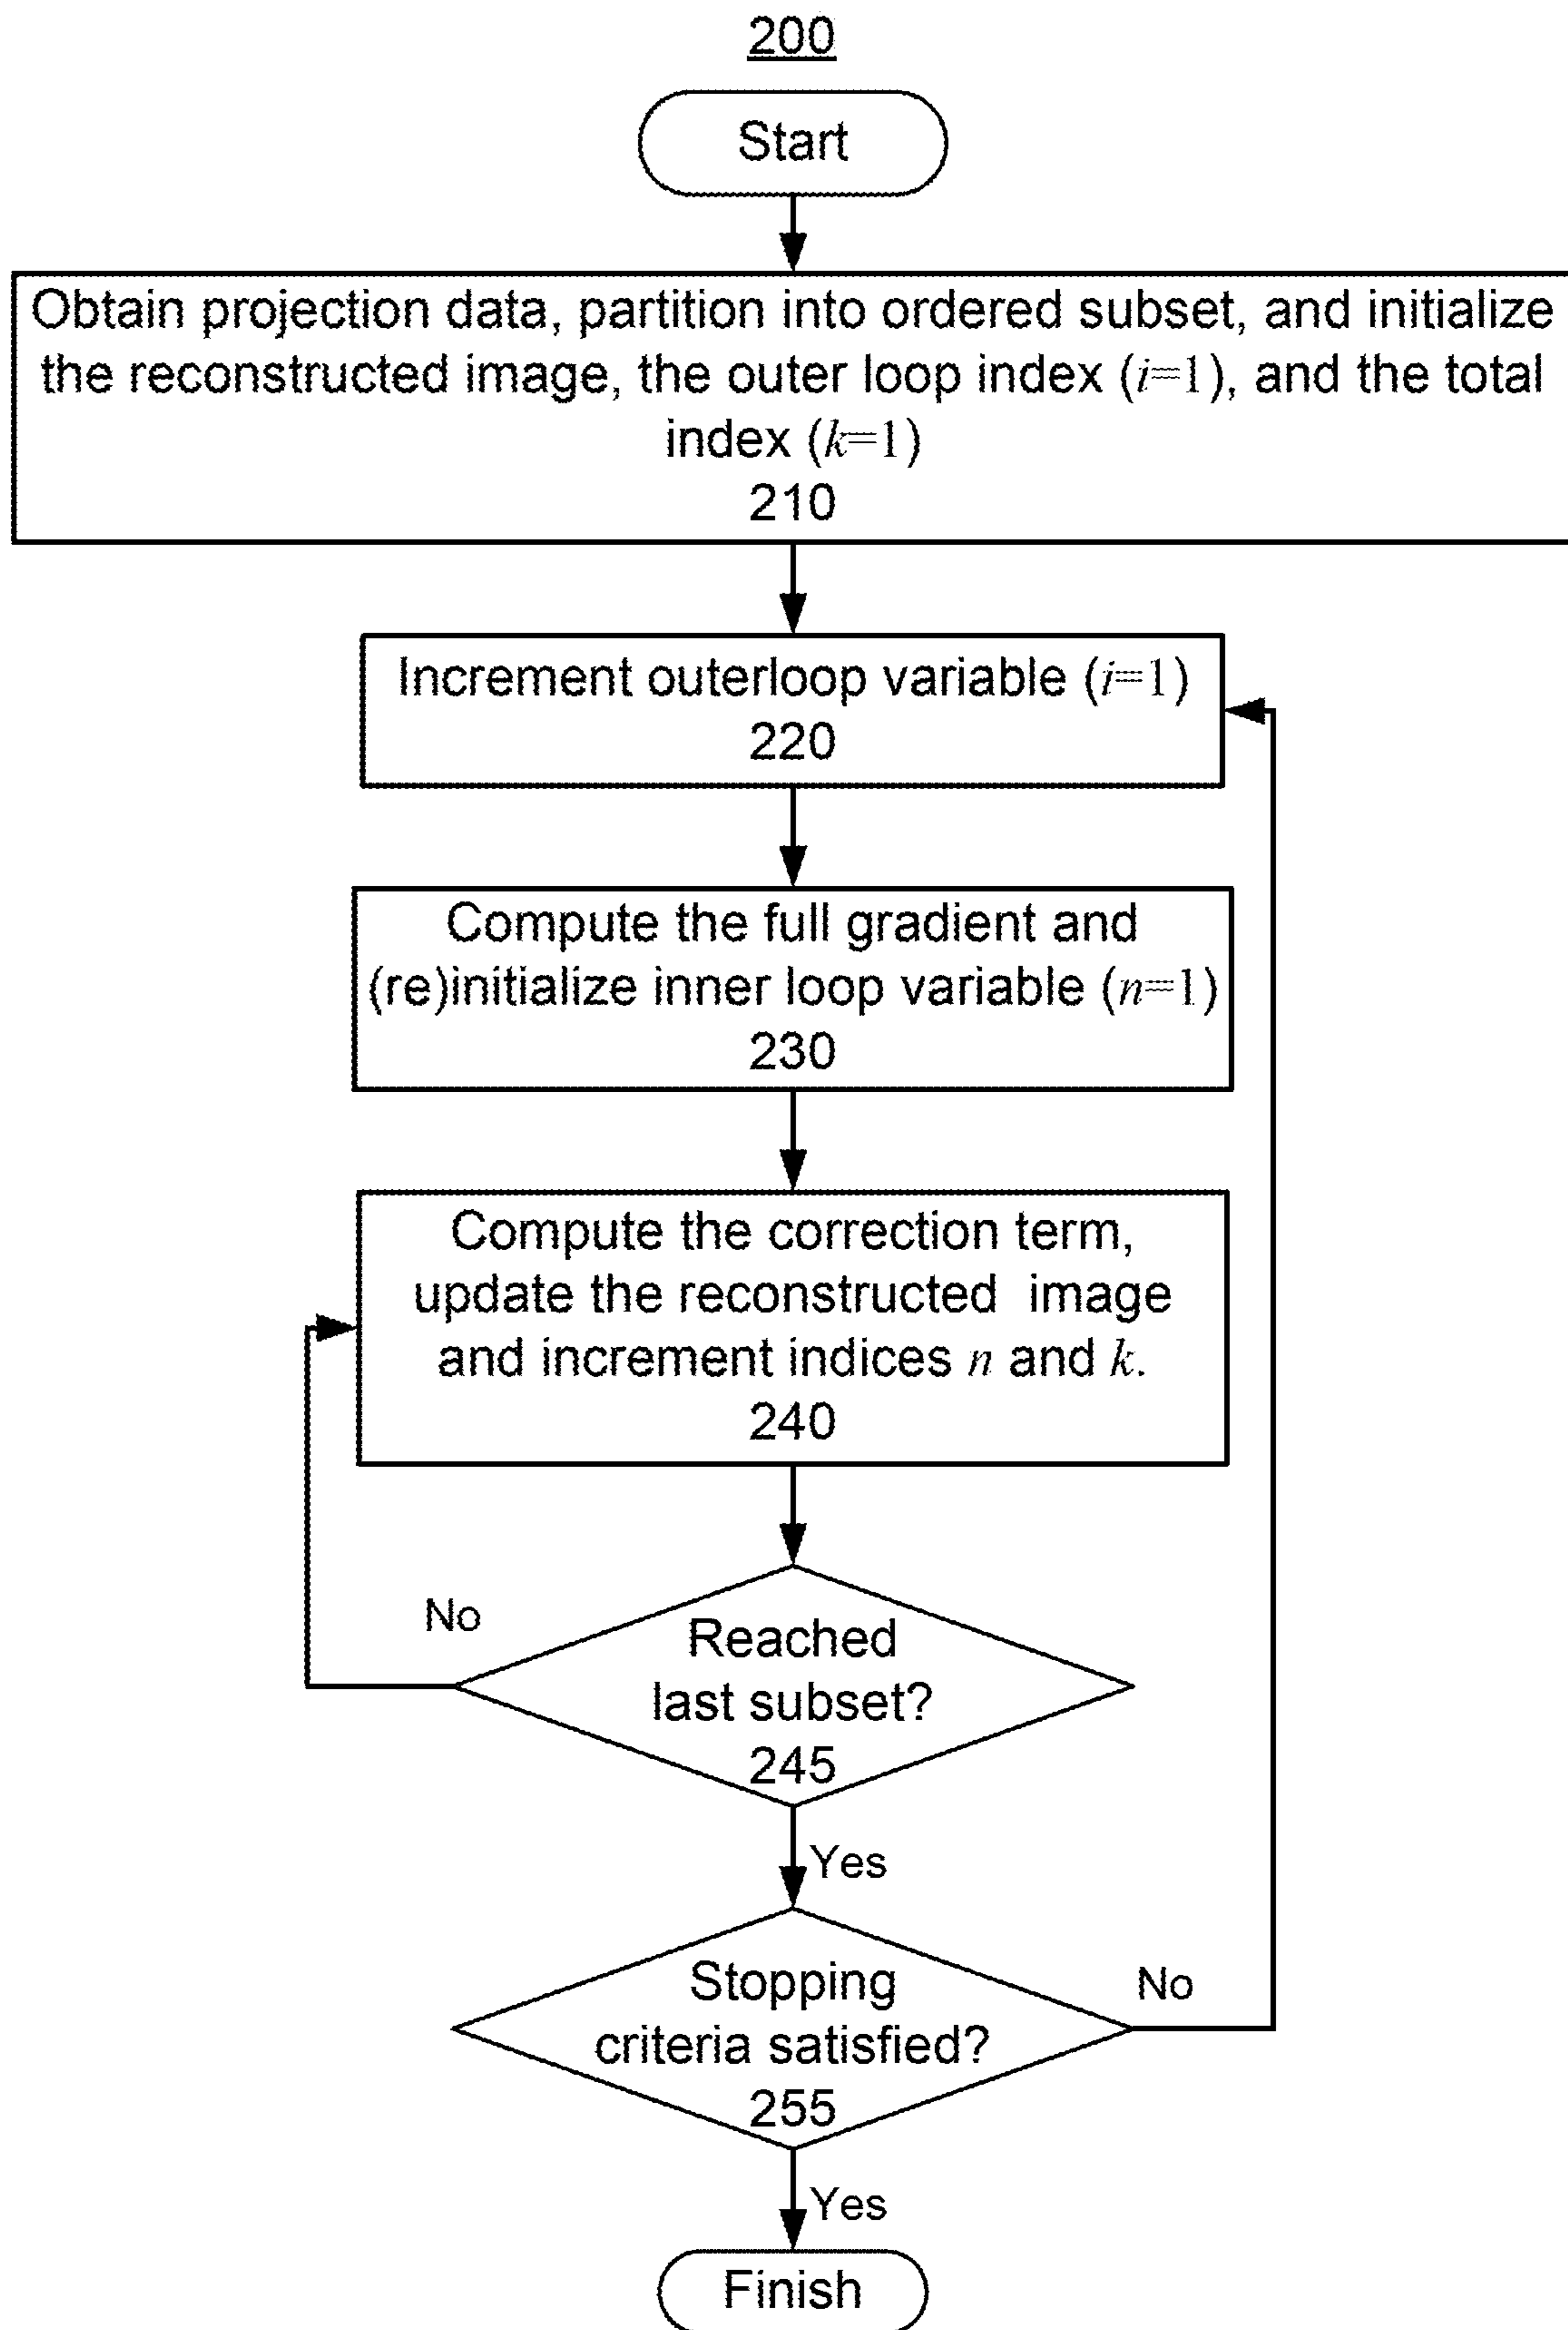 200
Start
Obtain projection data, partition into ordered subset, and initialize
the reconstructed image, the outer loop index (i=1), and the total
index (k=1)
210
Increment outerloop variable (i=1)
220
Compute the full gradient and
(re)initialize inner loop variable (n=1)
230
Compute the correction term,
update the reconstructed image
and increment indices n and k.
240
No
Reached
last subset?
245
Yes
Stopping
criteria satisfied?
255
No
Yes
Finish